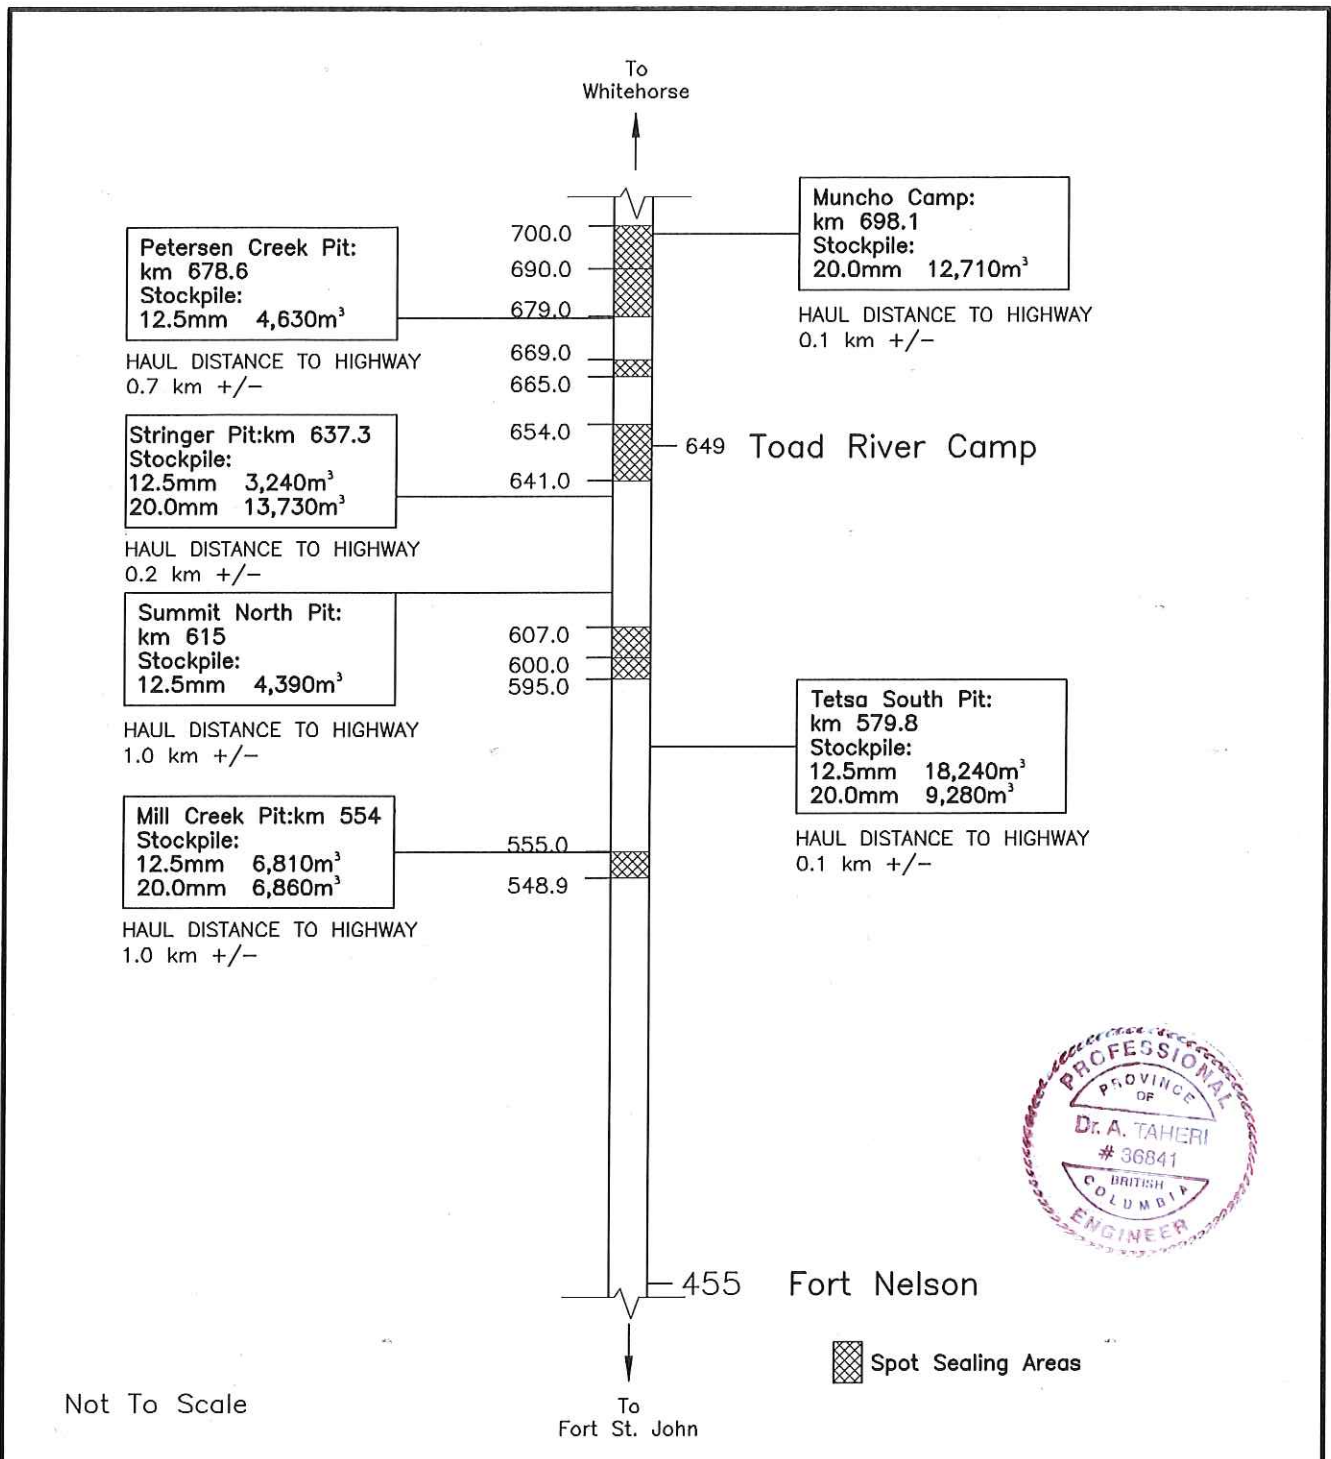 To
Whitehorse
Muncho Camp:
km 698.1
Stockpile:
20.0mm 12,710m³
HAUL DISTANCE TO HIGHWAY
0.1 km +/-
Petersen Creek Pit:
km 678.6
Stockpile:
12.5mm 4,630m³
HAUL DISTANCE TO HIGHWAY
0.7 km +/-
700.0
690.0
679.0
669.0
665.0
654.0
641.0
649 Toad River Camp
Stringer Pit:km 637.3
Stockpile:
12.5mm 3,240m³
20.0mm 13,730m³
HAUL DISTANCE TO HIGHWAY
0.2 km +/-
Summit North Pit:
km 615
Stockpile:
12.5mm 4,390m³
HAUL DISTANCE TO HIGHWAY
1.0 km +/-
607.0
600.0
595.0
Tetsa South Pit:
km 579.8
Stockpile:
12.5mm 18,240m³
20.0mm 9,280m³
HAUL DISTANCE TO HIGHWAY
0.1 km +/-
Mill Creek Pit:km 554
Stockpile:
12.5mm 6,810m³
20.0mm 6,860m³
HAUL DISTANCE TO HIGHWAY
1.0 km +/-
555.0
548.9
PROFESSIONAL
PROVINCE
OF
Dr. A. TAHERI
# 36841
BRITISH
COLUMBIA
ENGINEER
455 Fort Nelson
Spot Sealing Areas
Not To Scale
To
Fort St. John